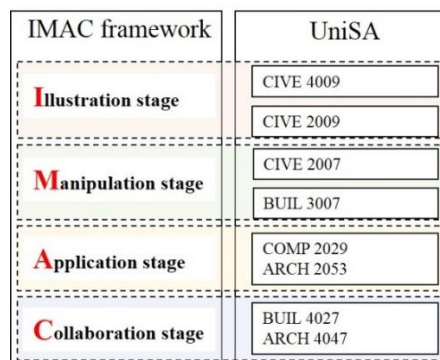 IMAC framework
UniSA
Illustration stage
CIVE 4009
CIVE 2009
Manipulation stage
CIVE 2007
BUIL 3007
Application stage
COMP 2029
ARCH 2053
Collaboration stage
BUIL 4027
ARCH 4047